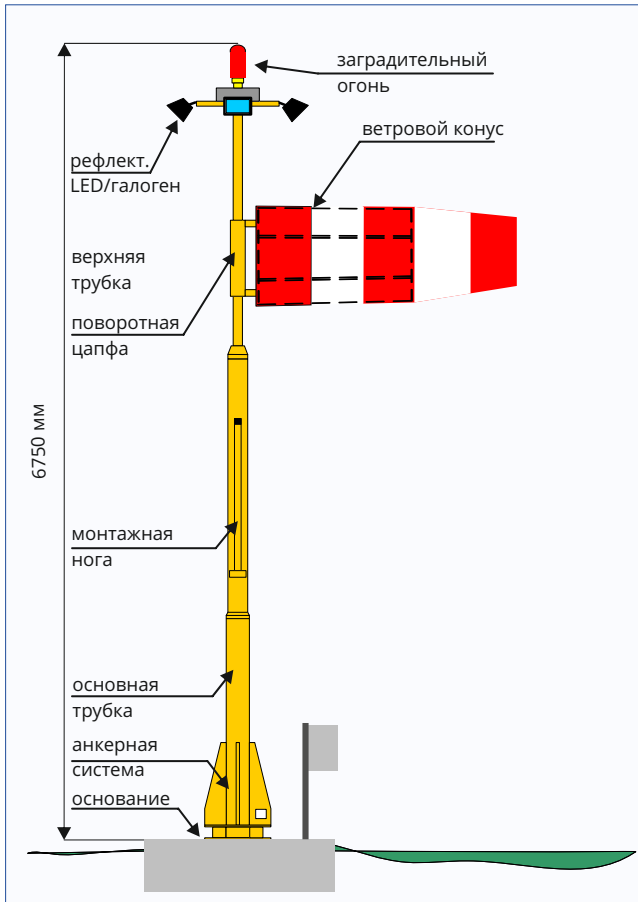 заградительный
огонь
ветровой конус
рефлект.
LED/галоген
верхняя
трубка
поворотная
цапфа
6750 мм
монтажная
нога
основная
трубка
анкерная
система
основание